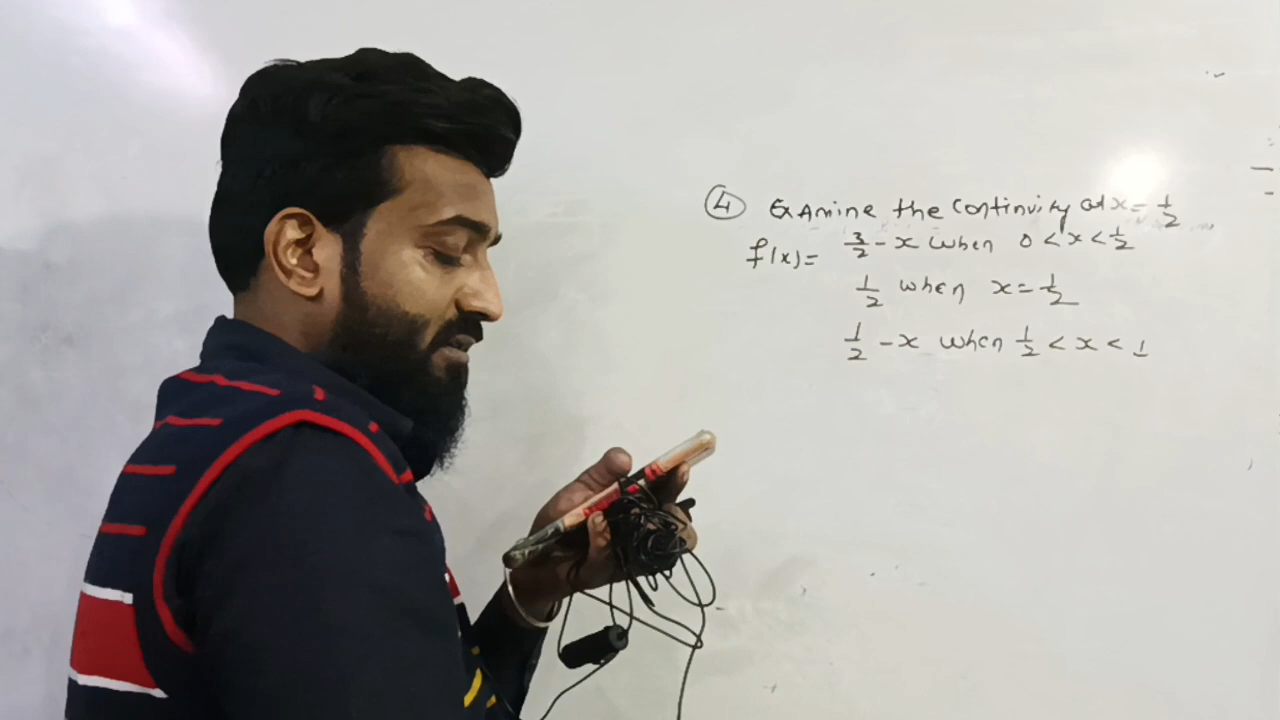 ④ Examine the continuity at x = 1/2
f(x) = 3/2 - x when 0 < x < 1/2
1/2 when x = 1/2
1/2 - x when 1/2 < x < 1